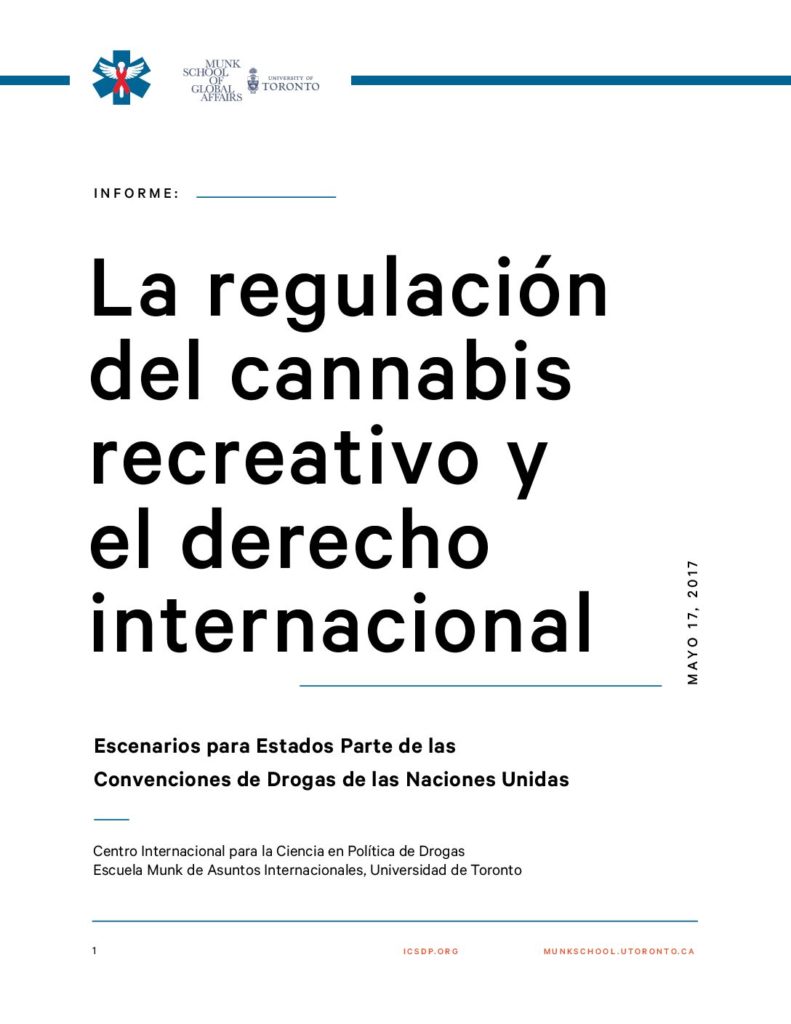 MUNK
SCHOOL
OF
GLOBAL
AFFAIRS
UNIVERSITY OF
TORONTO
INFORME:
La regulación
del cannabis
recreativo y
el derecho
internacional
MAYO 17, 2017
Escenarios para Estados Parte de las
Convenciones de Drogas de las Naciones Unidas
Centro Internacional para la Ciencia en Política de Drogas
Escuela Munk de Asuntos Internacionales, Universidad de Toronto
1
ICSDP.ORG
MUNKSCHOOL.UTORONTO.CA